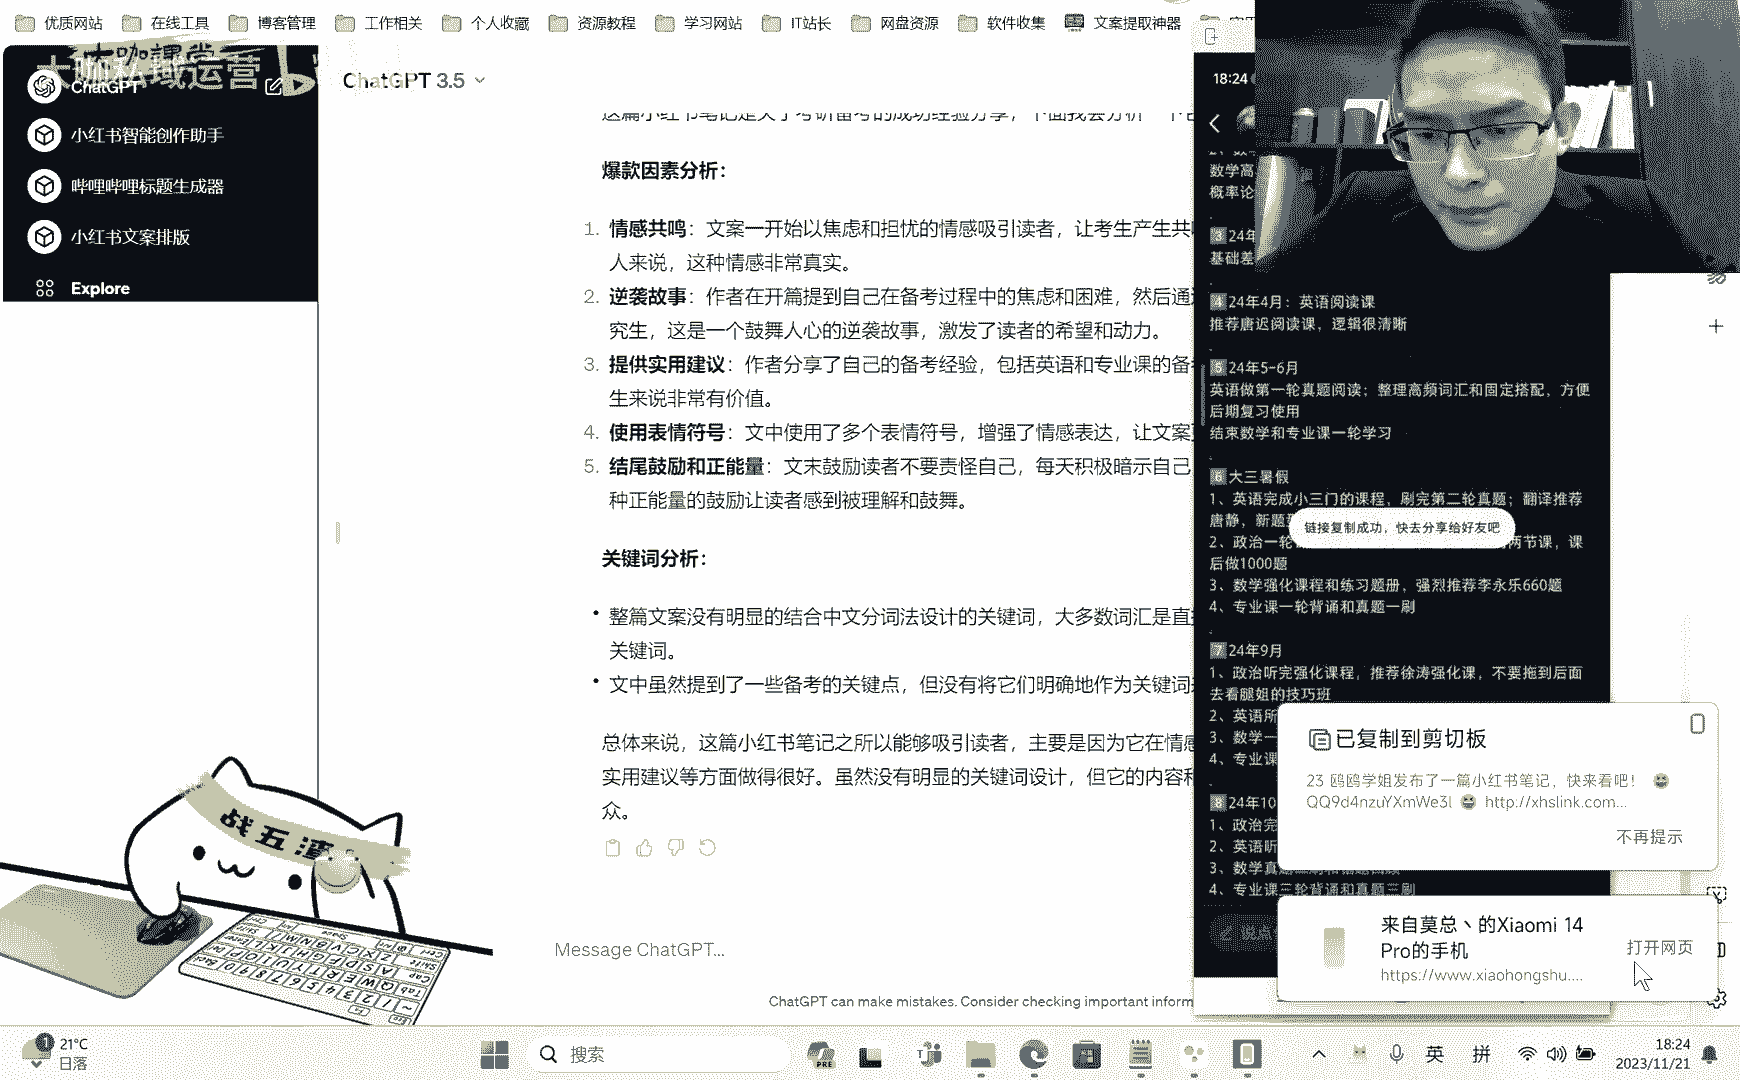 优质网站
在线工具
博客管理
工作相关
个人收藏
资源教程
学习网站
IT站长
网盘资源
软件收集
文案提取神器
大咖私域运营
ChatGPT
小红书智能创作助手
哔哩哔哩标题生成器
小红书文案排版
Explore
ChatGPT 3.5
爆款因素分析：
1. 情感共鸣：文案一开始以焦虑和担忧的情感吸引读者，让考生产生共
人来说，这种情感非常真实。
2. 逆袭故事：作者在开篇提到自己在备考过程中的焦虑和困难，然后通
究生，这是一个鼓舞人心的逆袭故事，激发了读者的希望和动力。
3. 提供实用建议：作者分享了自己的备考经验，包括英语和专业课的备
生来说非常有价值。
4. 使用表情符号：文中使用了多个表情符号，增强了情感表达，让文案
5. 结尾鼓励和正能量：文末鼓励读者不要责怪自己，每天积极暗示自己
种正能量的鼓励让读者感到被理解和鼓舞。
关键词分析：
• 整篇文案没有明显的结合中文分词法设计的关键词，大多数词汇是直
关键词。
• 文中虽然提到了一些备考的关键点，但没有将它们明确地作为关键词
总体来说，这篇小红书笔记之所以能够吸引读者，主要是因为它在情感
实用建议等方面做得很好。虽然没有明显的关键词设计，但它的内容和
众。
Message ChatGPT...
ChatGPT can make mistakes. Consider checking important inform
18:24
数学高
概率论
3 24年
基础差
4 24年4月：英语阅读课
推荐唐迟阅读课，逻辑很清晰
5 24年5-6月
英语做第一轮真题阅读；整理高频词汇和固定搭配，方便
后期复习使用
结束数学和专业课一轮学习
6 大三暑假
1、英语完成小三门的课程，刷完第二轮真题；翻译推荐
唐静，新题
链接复制成功，快去分享给好友吧
2、政治一轮
两节课，课
后做1000题
3、数学强化课程和练习题册，强烈推荐李永乐660题
4、专业课一轮背诵和真题一刷
7 24年9月
1、政治听完强化课程，推荐徐涛强化课，不要拖到后面
去看腿姐的技巧班
2、英语所
3、数学一
4、专业课
8 24年10
1、政治完
2、英语听
3、数学真
4、专业课三轮背诵和真题三刷
已复制到剪切板
23 鸥鸥学姐发布了一篇小红书笔记，快来看吧！ 😆
QQ9d4nzuYXmWe3l 😆 http://xhslink.com...
不再提示
来自莫总丶的Xiaomi 14
Pro的手机
打开网页
https://www.xiaohongshu....
战五渣
1
21°C
日落
搜索
PRE
英
拼
18:24
2023/11/21